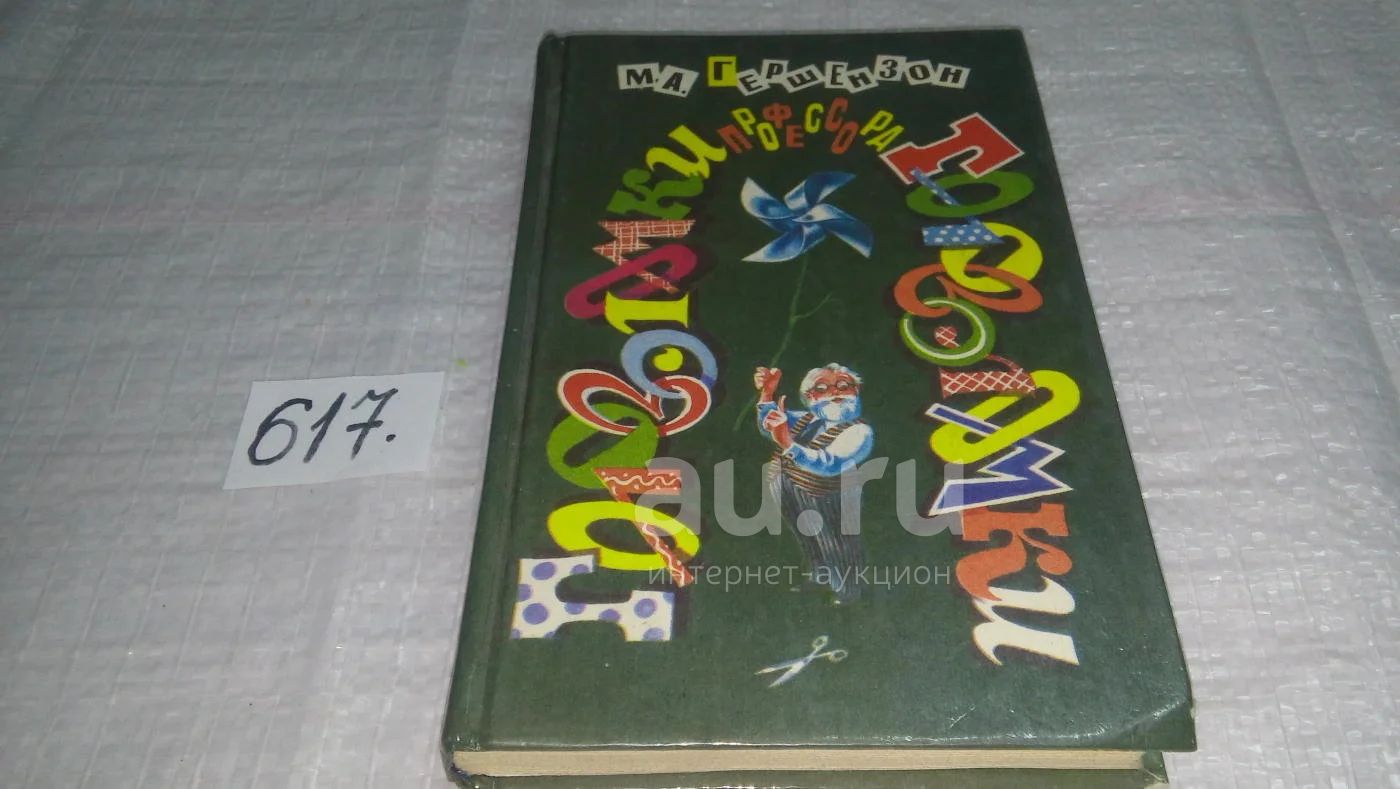 М.А. ГЕРШЕНЗОН
ГОЛОВОЛОМКИ
ПРОФЕССОРА
ГОЛОВОЛОМКИ
617.
au.ru
интернет-аукцион